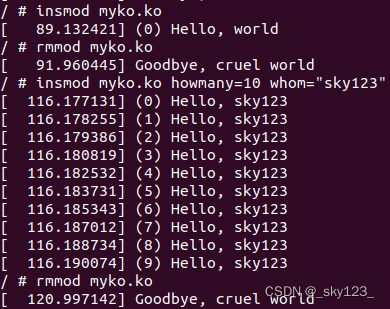 / # insmod myko.ko
[   89.132421] (0) Hello, world
/ # rmmod myko.ko
[   91.960445] Goodbye, cruel world
/ # insmod myko.ko howmany=10 whom="sky123"
[  116.177131] (0) Hello, sky123
[  116.178255] (1) Hello, sky123
[  116.179386] (2) Hello, sky123
[  116.180819] (3) Hello, sky123
[  116.182532] (4) Hello, sky123
[  116.183731] (5) Hello, sky123
[  116.185343] (6) Hello, sky123
[  116.187012] (7) Hello, sky123
[  116.188734] (8) Hello, sky123
[  116.190074] (9) Hello, sky123
/ # rmmod myko.ko
[  120.997142] Goodbye, cruel world
CSDN @_sky123_